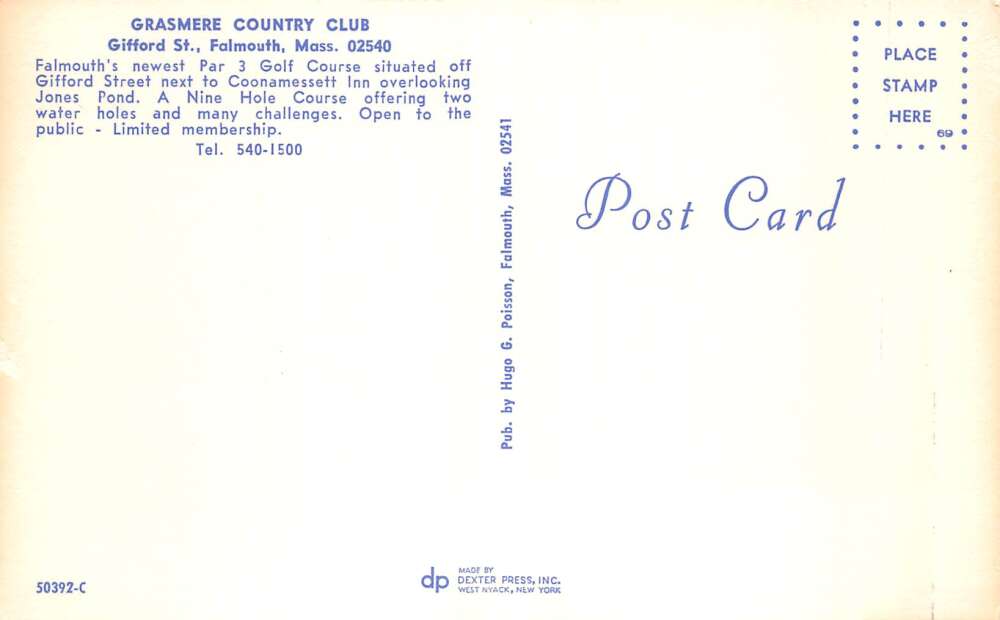 GRASMERE COUNTRY CLUB
Gifford St., Falmouth, Mass. 02540
Falmouth's newest Par 3 Golf Course situated off
Gifford Street next to Coonamessett Inn overlooking
Jones Pond. A Nine Hole Course offering two
water holes and many challenges. Open to the
public - Limited membership.
Tel. 540-1500
Pub. by Hugo G. Poisson, Falmouth, Mass. 02541
PLACE
STAMP
HERE
69
Post Card
50392-C
dp
MADE BY
DEXTER PRESS, INC.
WEST NYACK, NEW YORK